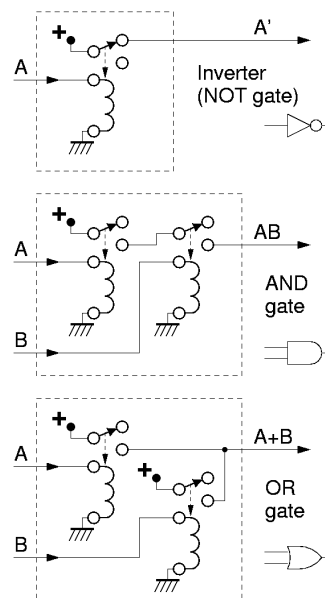 +
A'
A
Inverter
(NOT gate)
+
AB
A
AND
gate
B
+
A+B
A
+
OR
gate
B